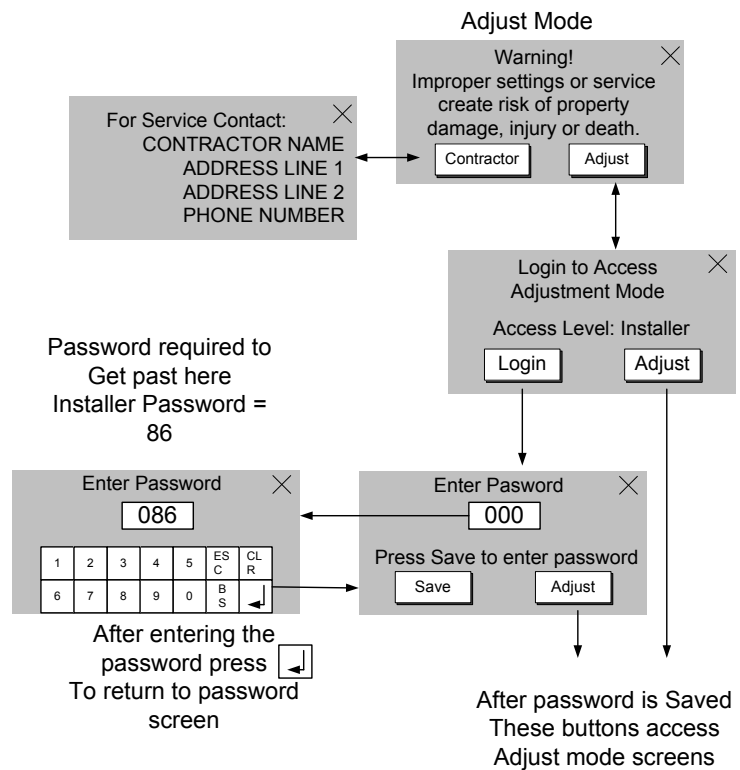 Adjust Mode
Warning!
Improper settings or service
create risk of property
damage, injury or death.
Contractor Adjust
For Service Contact:
CONTRACTOR NAME
ADDRESS LINE 1
ADDRESS LINE 2
PHONE NUMBER
Login to Access
Adjustment Mode
Access Level: Installer
Login Adjust
Password required to
Get past here
Installer Password =
86
Enter Password
086
1 2 3 4 5 ES CL
C R
6 7 8 9 0 B
S
Enter Pasword
000
Press Save to enter password
Save Adjust
After entering the
password press
To return to password
screen
After password is Saved
These buttons access
Adjust mode screens